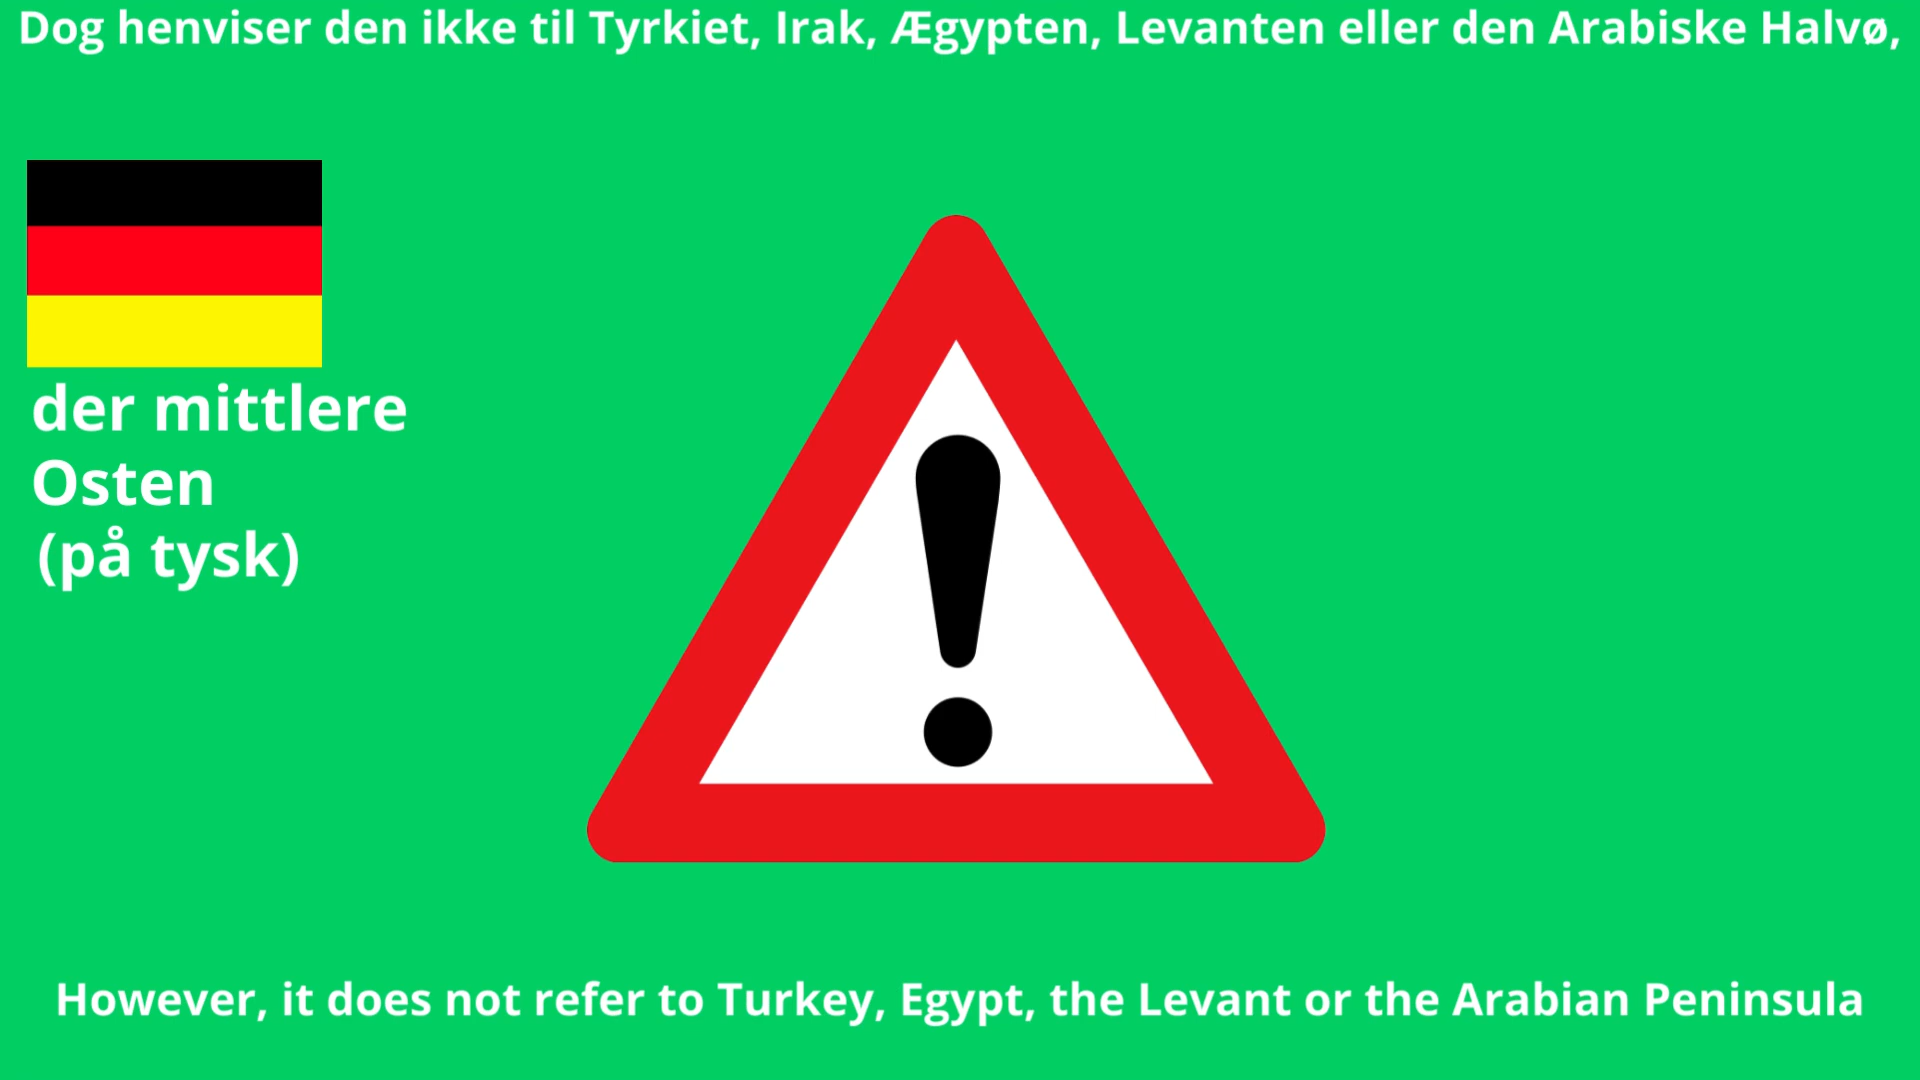 Dog henviser den ikke til Tyrkiet, Irak, Ægypten, Levanten eller den Arabiske Halvø,
der mittlere
Osten
(på tysk)
However, it does not refer to Turkey, Egypt, the Levant or the Arabian Peninsula